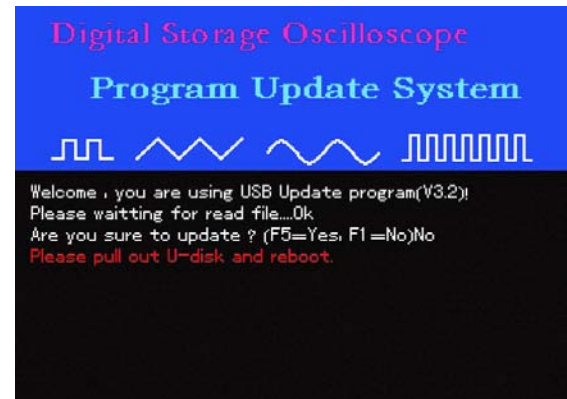 Digital Storage Oscilloscope
Program Update System
Welcome , you are using USB Update program(V3.2)!
Please waitting for read file....Ok
Are you sure to update ? (F5=Yes, F1=No)No
Please pull out U-disk and reboot.